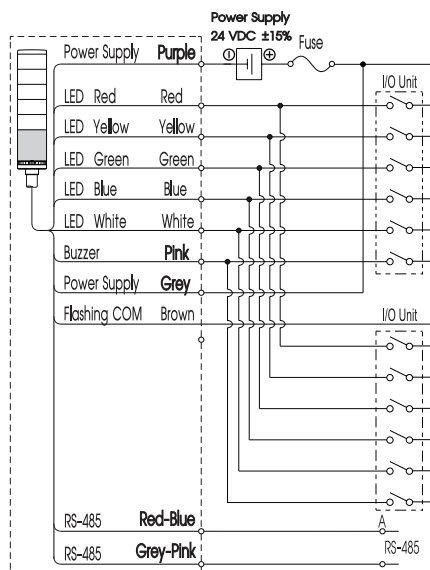 Power Supply
24 VDC ±15%
Fuse
Power Supply Purple
I/O Unit
LED Red Red
LED Yellow Yellow
LED Green Green
LED Blue Blue
LED White White
Buzzer Pink
Power Supply Grey
Flashing COM Brown
I/O Unit
RS-485 Red-Blue A
RS-485 Grey-Pink RS-485